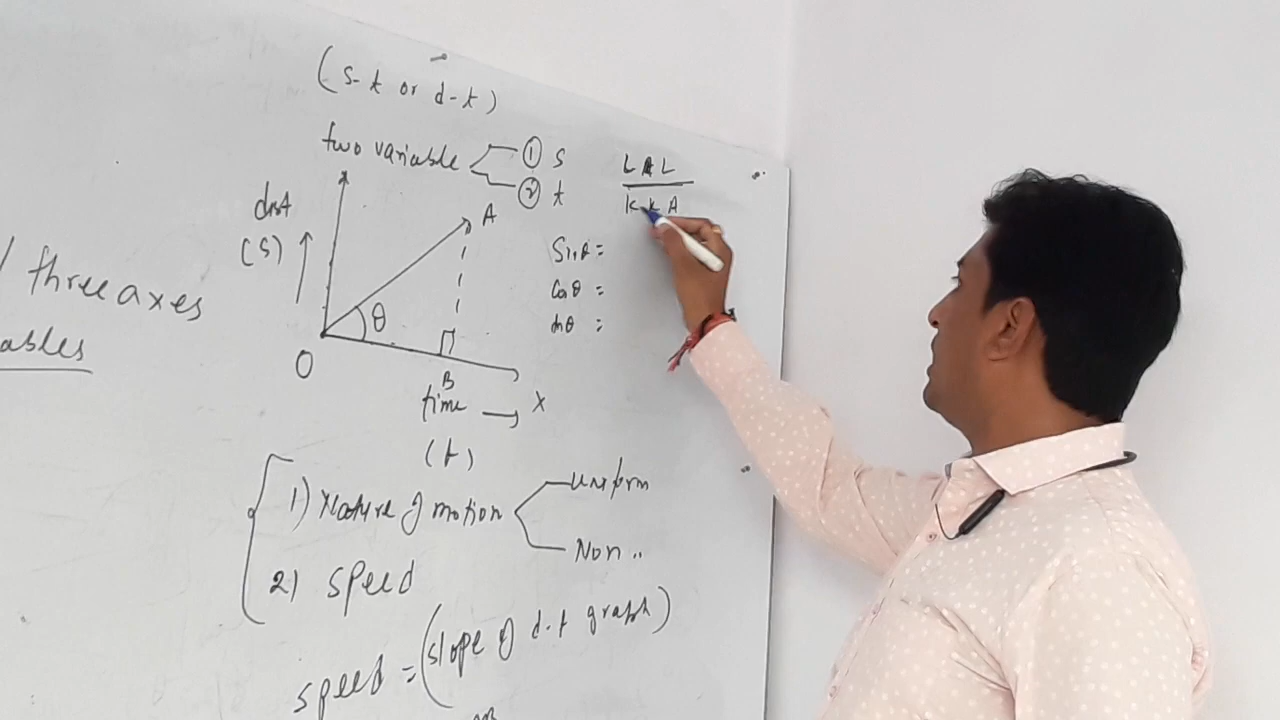 (s-t or d-t)
two variable
① s
② t
L A L
K K A
dist
(s)
A
three axes
ables
θ
Sinθ =
Cosθ =
O
B
time → X
(t)
1) Nature of motion
Uniform
Non "
2) speed
speed = (slope of d-t graph)